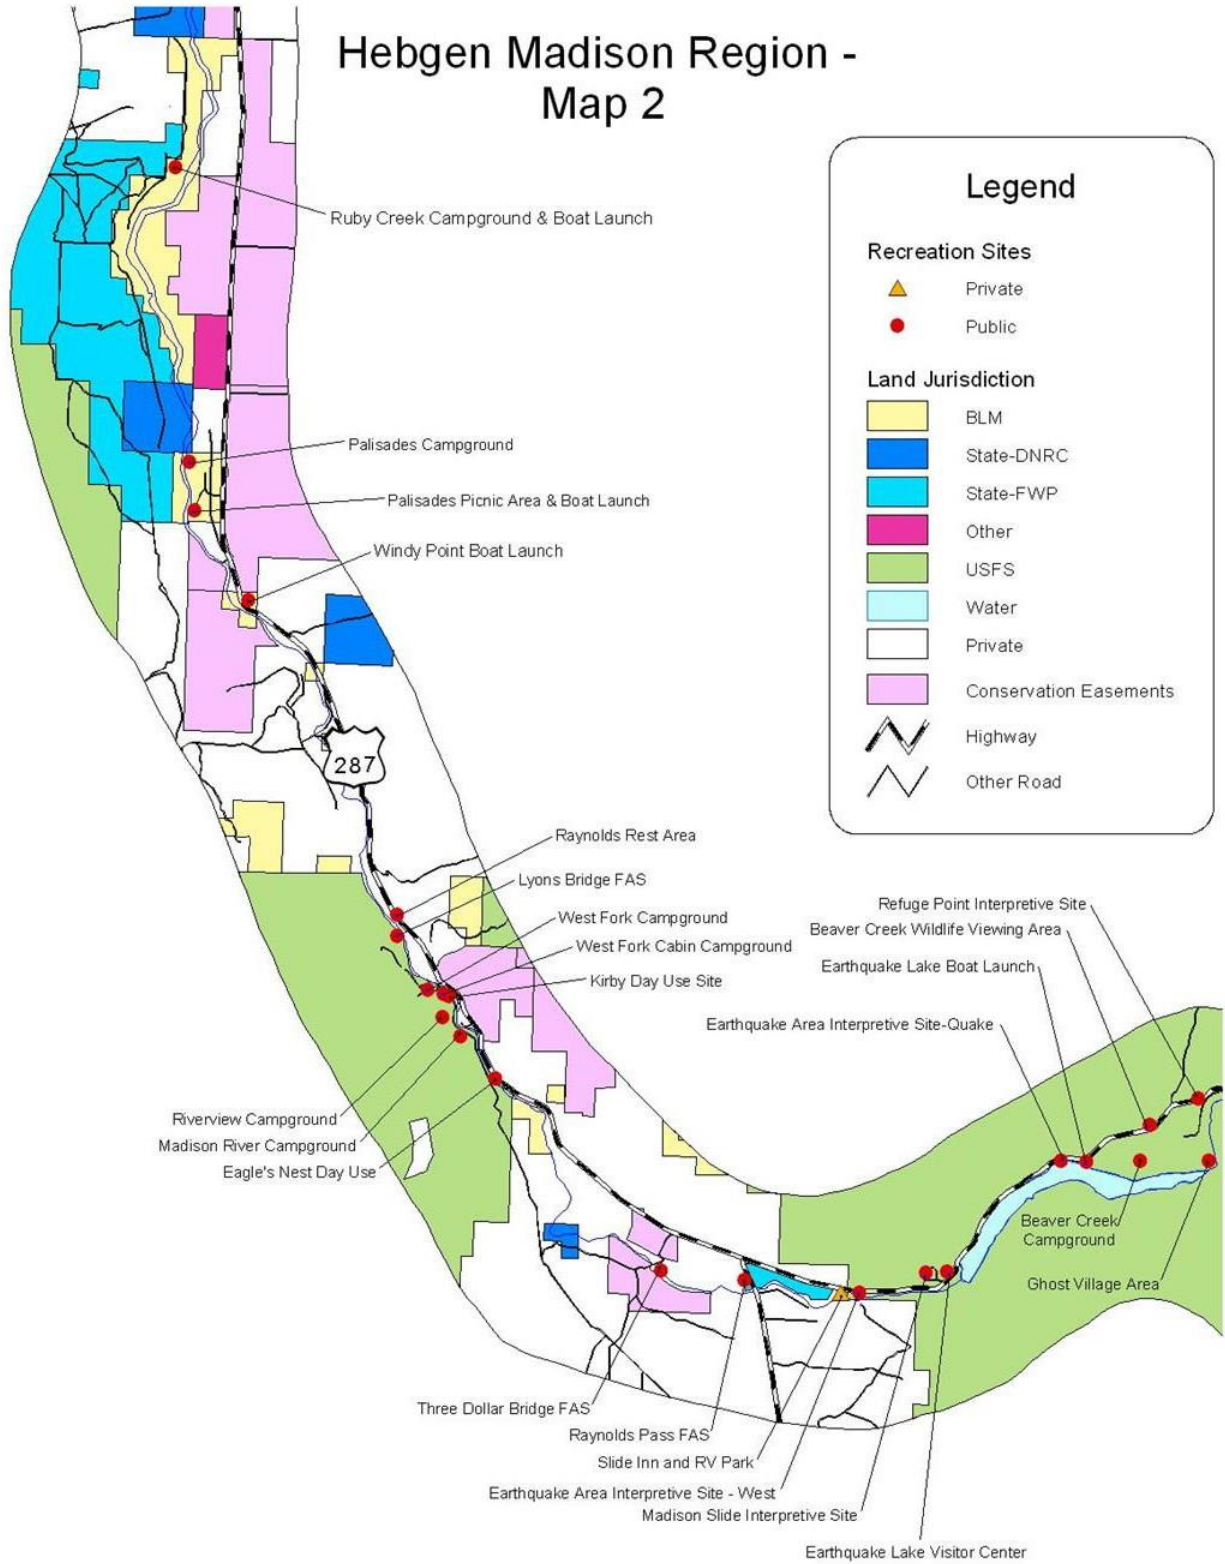 Hebgen Madison Region -
Map 2
Legend
Recreation Sites
Private
Public
Land Jurisdiction
BLM
State-DNRC
State-FWP
Other
USFS
Water
Private
Conservation Easements
Highway
Other Road
Ruby Creek Campground & Boat Launch
Palisades Campground
Palisades Picnic Area & Boat Launch
Windy Point Boat Launch
287
Raynolds Rest Area
Lyons Bridge FAS
West Fork Campground
West Fork Cabin Campground
Kirby Day Use Site
Refuge Point Interpretive Site
Beaver Creek Wildlife Viewing Area
Earthquake Lake Boat Launch
Earthquake Area Interpretive Site-Quake
Riverview Campground
Madison River Campground
Eagle's Nest Day Use
Beaver Creek
Campground
Ghost Village Area
Three Dollar Bridge FAS
Raynolds Pass FAS
Slide Inn and RV Park
Earthquake Area Interpretive Site - West
Madison Slide Interpretive Site
Earthquake Lake Visitor Center